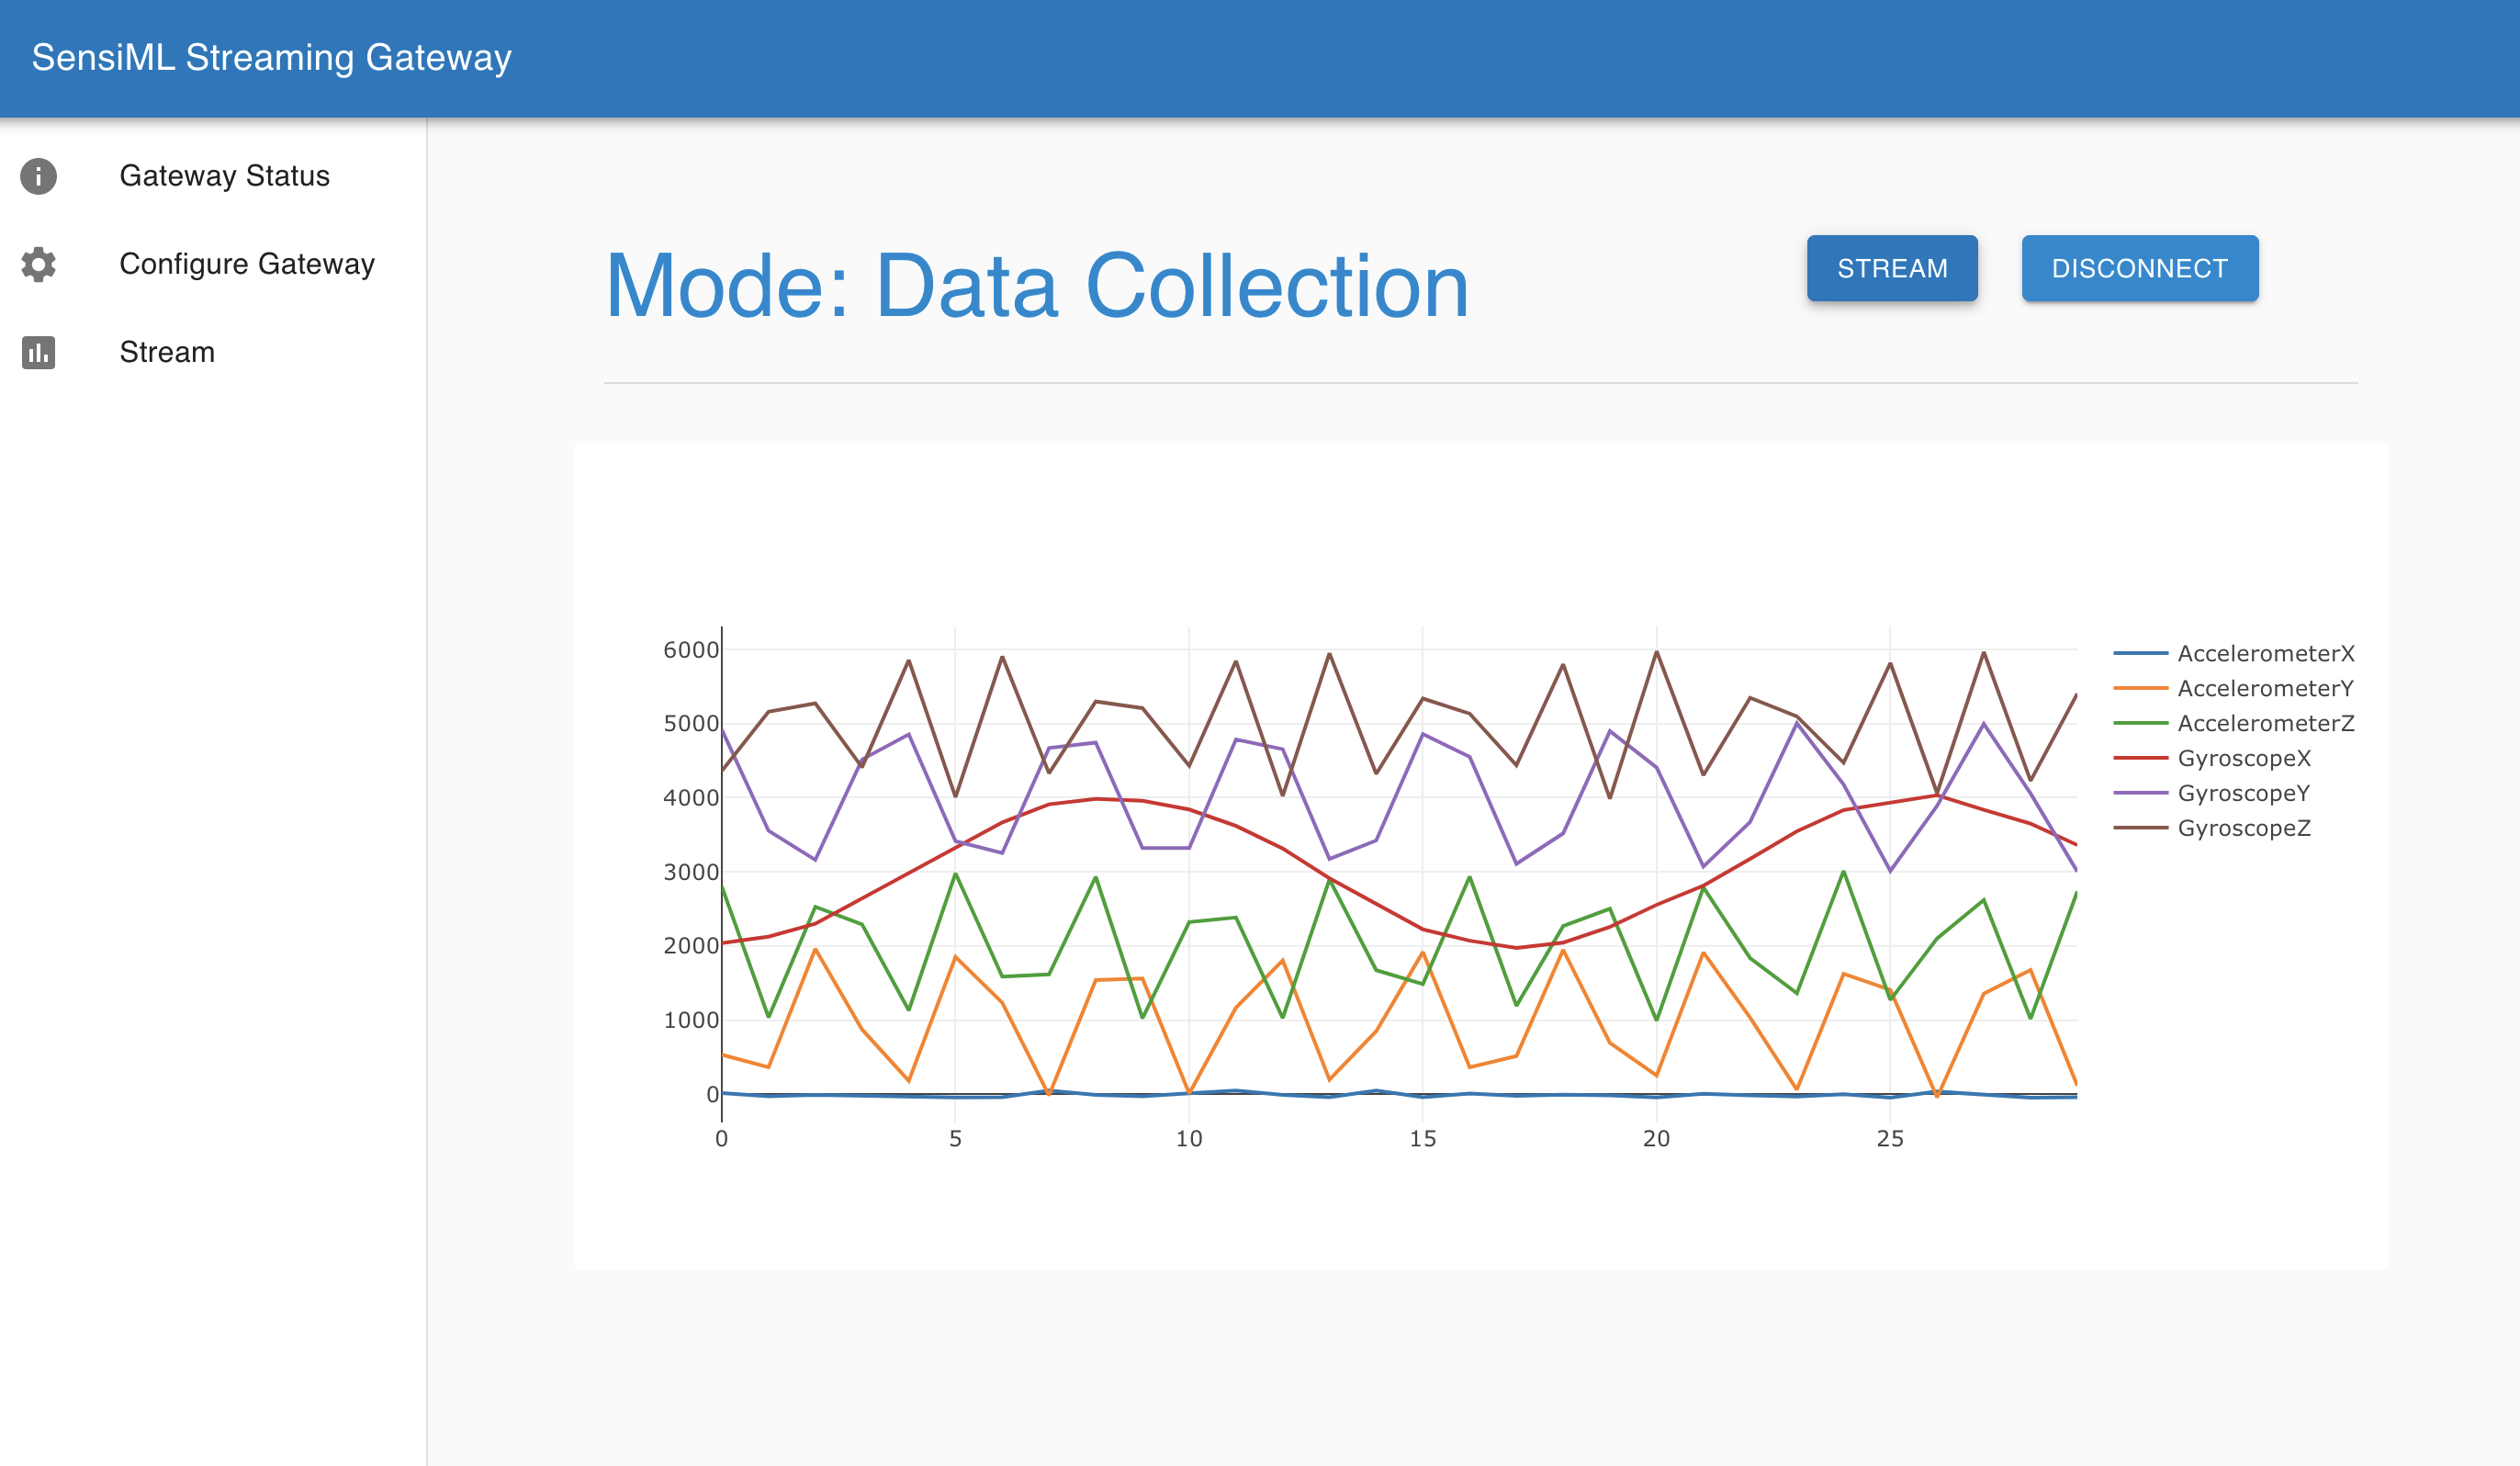 SensiML Streaming Gateway
Gateway Status
Configure Gateway
Stream
Mode: Data Collection
STREAM
DISCONNECT
6000
5000
4000
3000
2000
1000
0
0 5 10 15 20 25
AccelerometerX
AccelerometerY
AccelerometerZ
GyroscopeX
GyroscopeY
GyroscopeZ